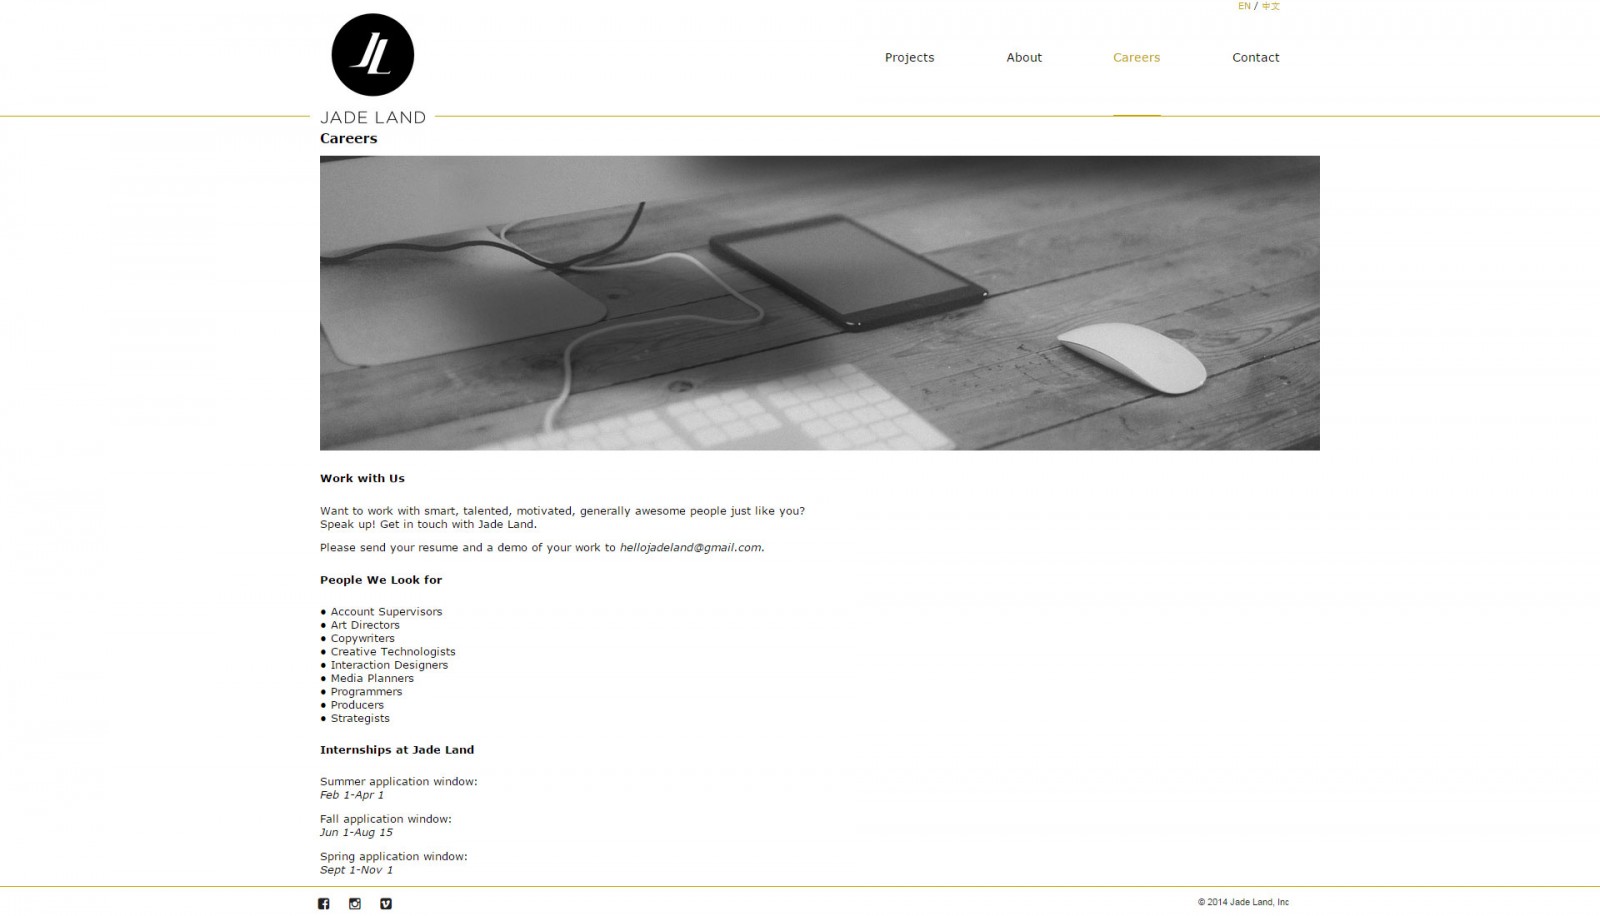 EN / 中文
JL
Projects
About
Careers
Contact
JADE LAND
Careers
Work with Us
Want to work with smart, talented, motivated, generally awesome people just like you?
Speak up! Get in touch with Jade Land.
Please send your resume and a demo of your work to hellojadeland@gmail.com.
People We Look for
● Account Supervisors
● Art Directors
● Copywriters
● Creative Technologists
● Interaction Designers
● Media Planners
● Programmers
● Producers
● Strategists
Internships at Jade Land
Summer application window:
Feb 1-Apr 1
Fall application window:
Jun 1-Aug 15
Spring application window:
Sept 1-Nov 1
© 2014 Jade Land, Inc